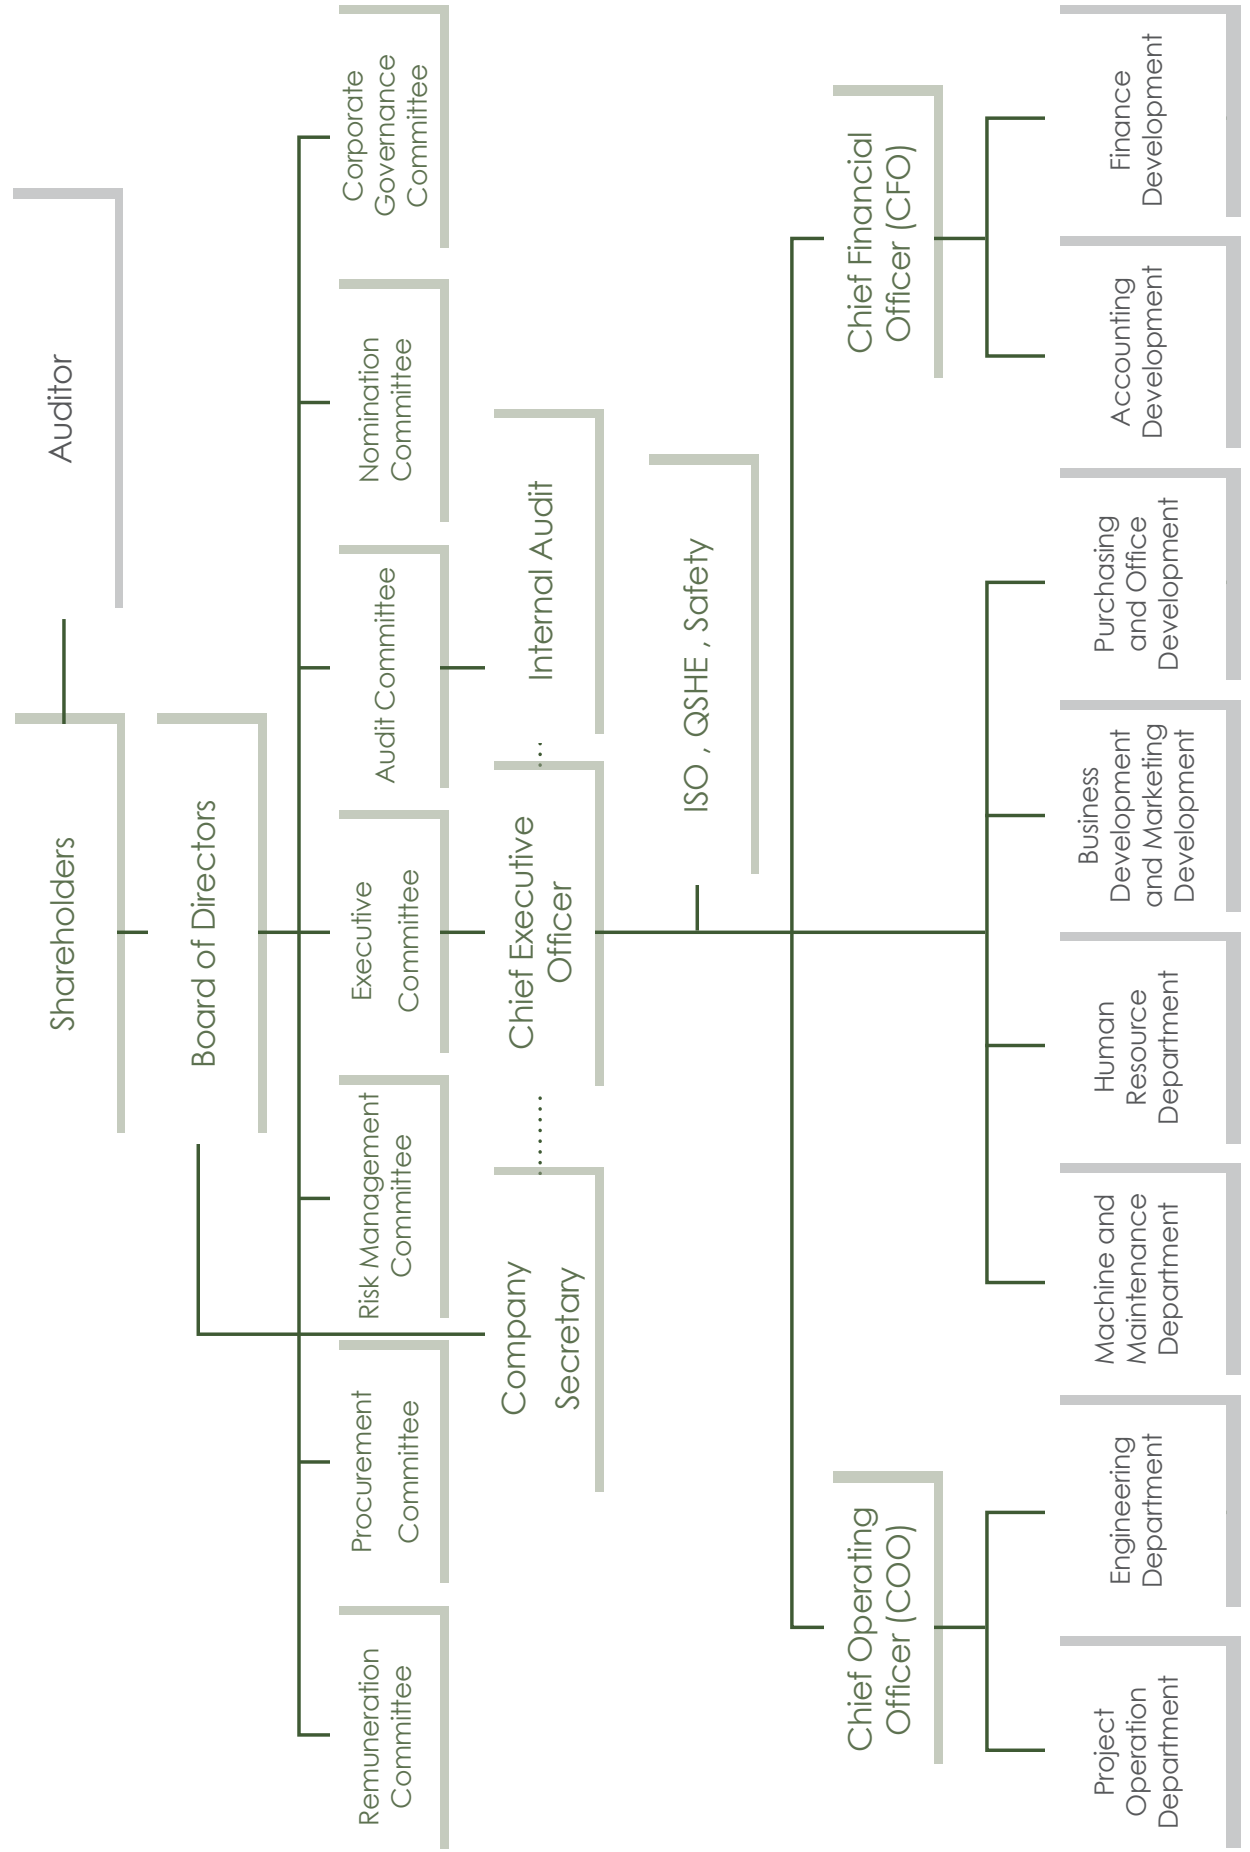 Auditor
Shareholders
Board of Directors
Remuneration
Committee
Procurement
Committee
Risk Management
Committee
Executive
Committee
Audit Committee
Nomination
Committee
Corporate
Governance
Committee
Company
Secretary
Chief Executive
Officer
Internal Audit
ISO , QSHE , Safety
Chief Operating
Officer (COO)
Chief Financial
Officer (CFO)
Project
Operation
Department
Engineering
Department
Machine and
Maintenance
Department
Human
Resource
Department
Business
Development
and Marketing
Development
Purchasing
and Office
Development
Accounting
Development
Finance
Development